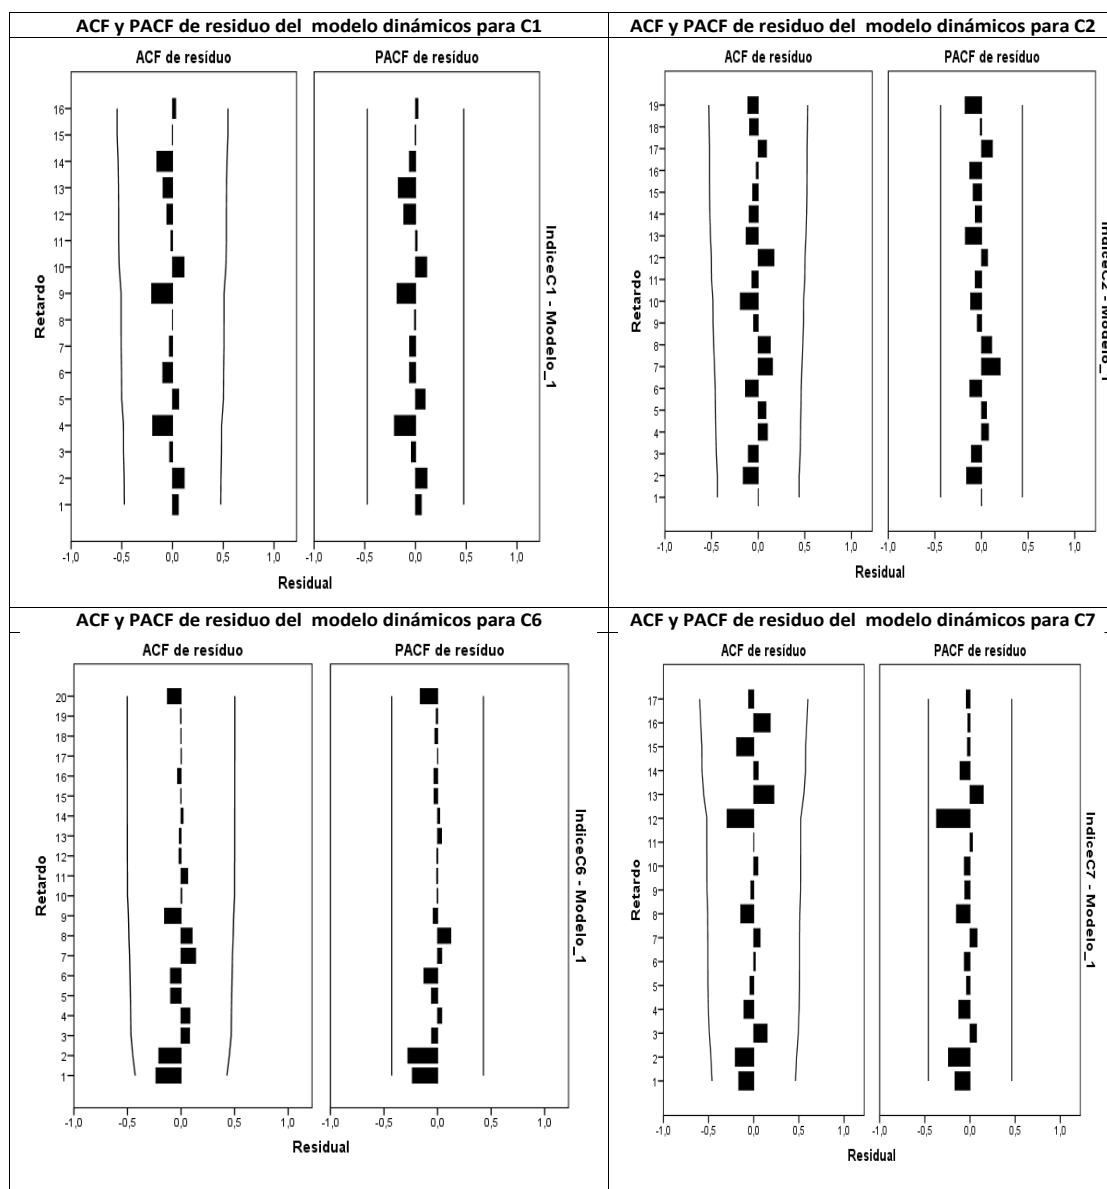 ACF y PACF de residuo del modelo dinámicos para C1
ACF de resíduo
PACF de resíduo
Retardo
16
15
14
13
12
11
10
9
8
7
6
5
4
3
2
1
-1,0 -0,5 0,0 0,5 1,0
-1,0 -0,5 0,0 0,5 1,0
Residual
IndiceC1 - Modelo_1
ACF y PACF de residuo del modelo dinámicos para C2
ACF de resíduo
PACF de resíduo
Retardo
19
18
17
16
15
14
13
12
11
10
9
8
7
6
5
4
3
2
1
-1,0 -0,5 0,0 0,5 1,0
-1,0 -0,5 0,0 0,5 1,0
Residual
IndiceC2 - Modelo_1
ACF y PACF de residuo del modelo dinámicos para C6
ACF de resíduo
PACF de resíduo
Retardo
20
19
18
17
16
15
14
13
12
11
10
9
8
7
6
5
4
3
2
1
-1,0 -0,5 0,0 0,5 1,0
-1,0 -0,5 0,0 0,5 1,0
Residual
IndiceC6 - Modelo_1
ACF y PACF de residuo del modelo dinámicos para C7
ACF de resíduo
PACF de resíduo
Retardo
17
16
15
14
13
12
11
10
9
8
7
6
5
4
3
2
1
-1,0 -0,5 0,0 0,5 1,0
-1,0 -0,5 0,0 0,5 1,0
Residual
IndiceC7 - Modelo_1